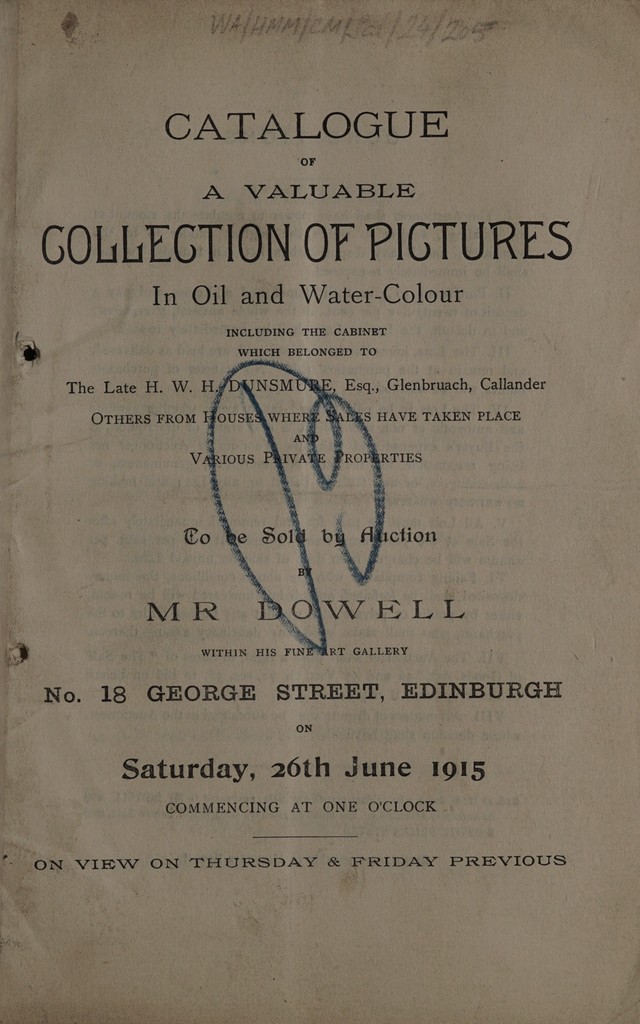 CATALOGUE
OF
A VALUABLE
COLLECTION OF PICTURES
In Oil and Water-Colour
INCLUDING THE CABINET
WHICH BELONGED TO
The Late H. W. H. DUNSMURE, Esq., Glenbruach, Callander
OTHERS FROM HOUSES WHERE SALES HAVE TAKEN PLACE
AND
VARIOUS PRIVATE PROPERTIES
To be Sold by Auction
BY
MR DOWELL
WITHIN HIS FINE ART GALLERY
No. 18 GEORGE STREET, EDINBURGH
ON
Saturday, 26th June 1915
COMMENCING AT ONE O'CLOCK
ON VIEW ON THURSDAY & FRIDAY PREVIOUS